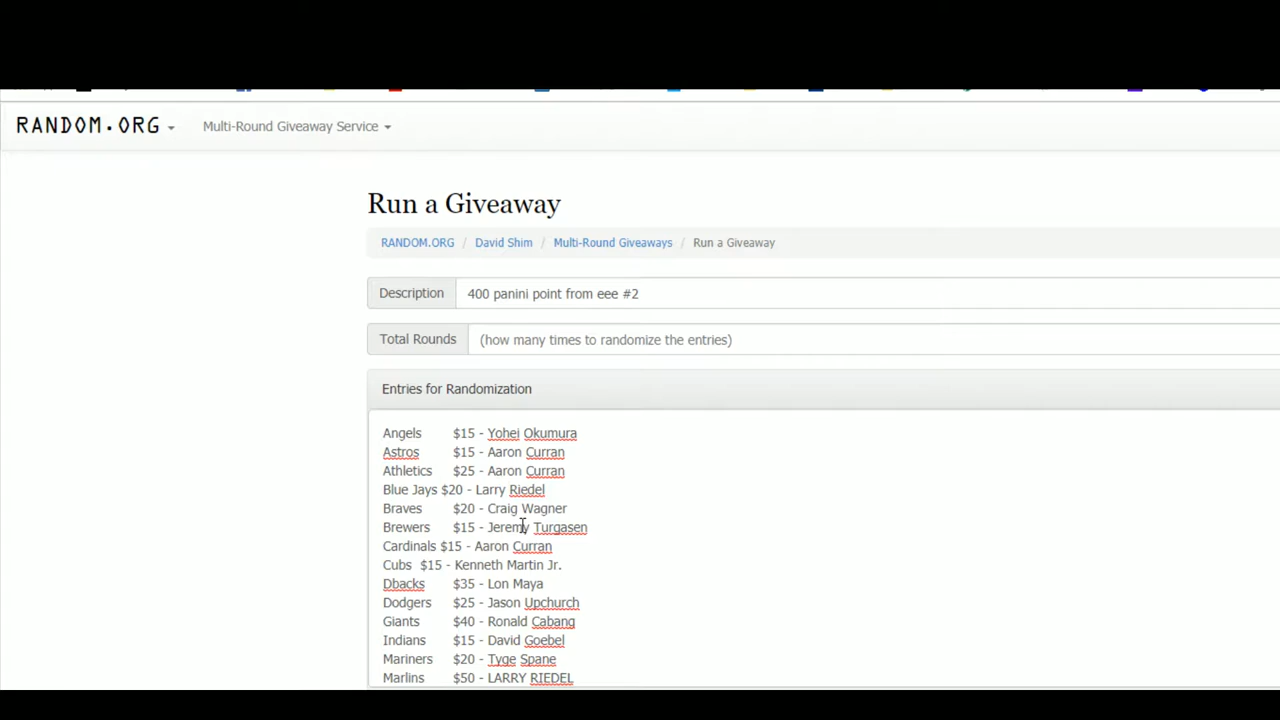 RANDOM.ORG Multi-Round Giveaway Service
Run a Giveaway
RANDOM.ORG / David Shim / Multi-Round Giveaways / Run a Giveaway
Description 400 panini point from eee #2
Total Rounds (how many times to randomize the entries)
Entries for Randomization
Angels $15 - Yohei Okumura
Astros $15 - Aaron Curran
Athletics $25 - Aaron Curran
Blue Jays $20 - Larry Riedel
Braves $20 - Craig Wagner
Brewers $15 - Jeremy Turgasen
Cardinals $15 - Aaron Curran
Cubs $15 - Kenneth Martin Jr.
Dbacks $35 - Lon Maya
Dodgers $25 - Jason Upchurch
Giants $40 - Ronald Cabang
Indians $15 - David Goebel
Mariners $20 - Tyge Spane
Marlins $50 - LARRY RIEDEL